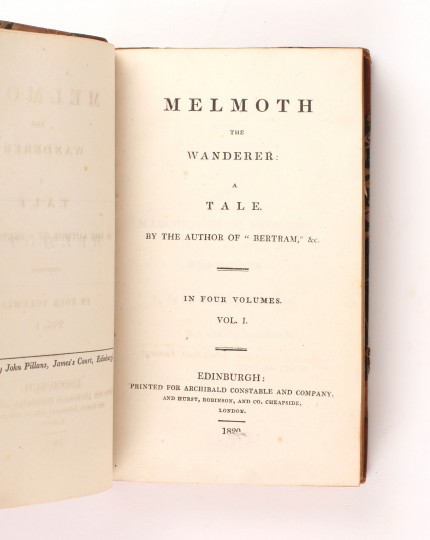 y John Pillans, James's Court, Edinburg
MELMOTH
THE
WANDERER:
A
TALE.
BY THE AUTHOR OF “ BERTRAM,” &c.
IN FOUR VOLUMES.
VOL. I.
EDINBURGH:
PRINTED FOR ARCHIBALD CONSTABLE AND COMPANY,
AND HURST, ROBINSON, AND CO. CHEAPSIDE,
LONDON.
1820.